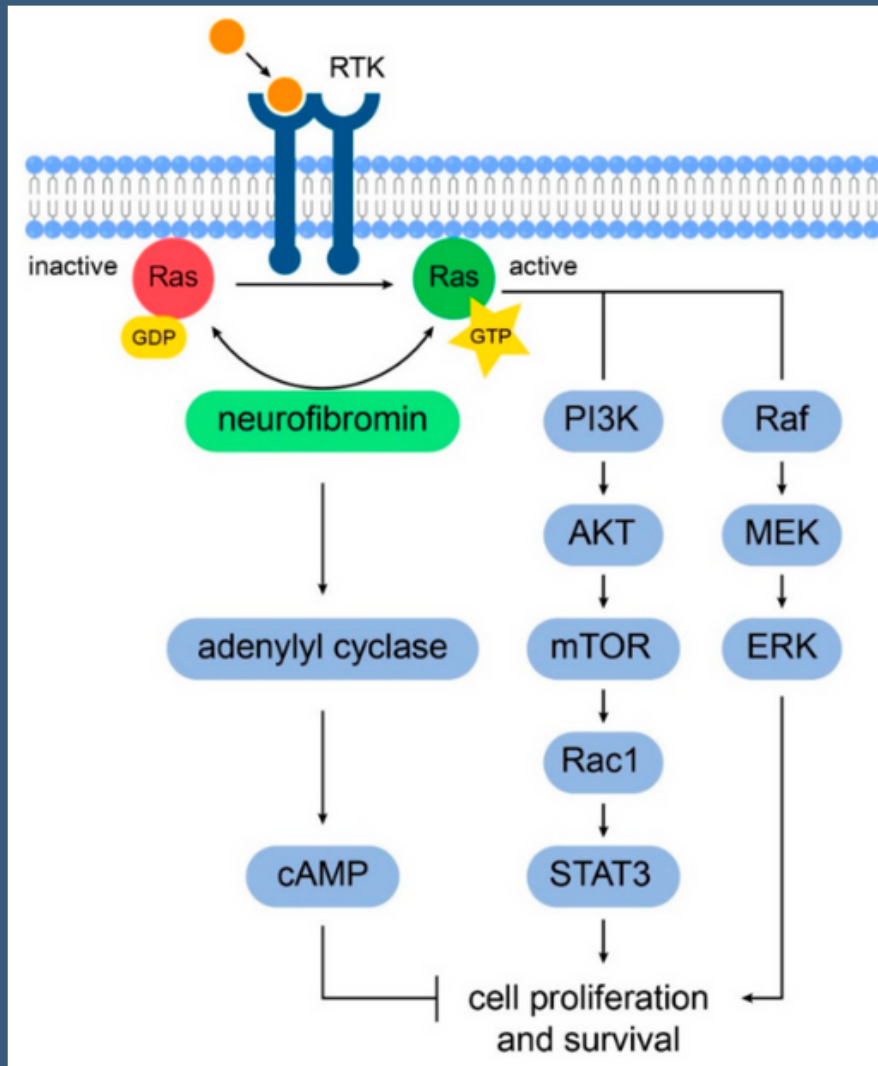 RTK
inactive
Ras
Ras
active
GDP
GTP
neurofibromin
PI3K
Raf
AKT
MEK
adenylyl cyclase
mTOR
ERK
Rac1
cAMP
STAT3
cell proliferation
and survival